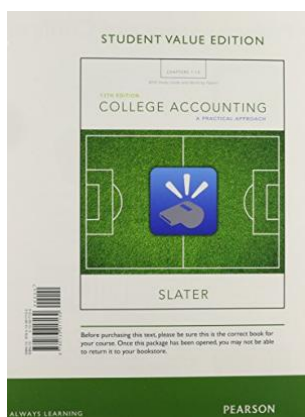 STUDENT VALUE EDITION
COLLEGE ACCOUNTING
A PRACTICAL APPROACH
SLATER
Before purchasing this text, please be sure this is the correct book for
your course. Once this package has been opened, you may not be able
to return it to your bookstore.
ALWAYS LEARNING
PEARSON